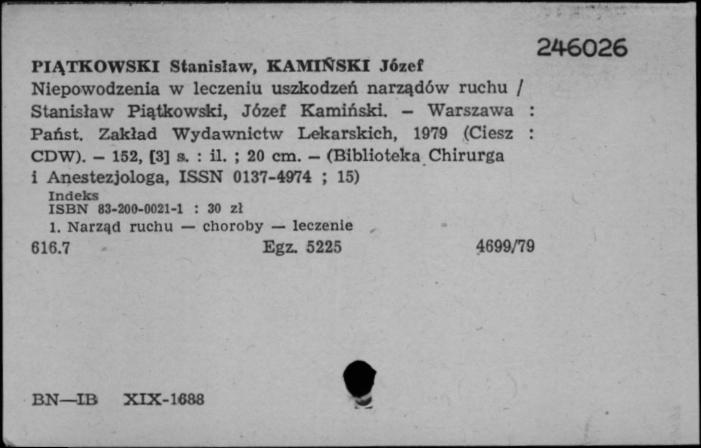 246026
PIĄTKOWSKI Stanisław, KAMIŃSKI Józef
Niepowodzenia w leczeniu uszkodzeń narządów ruchu /
Stanisław Piątkowski, Józef Kamiński. — Warszawa :
Państ. Zakład Wydawnictw Lekarskich, 1979 (Ciesz :
CDW). — 152, [3] s. : il. ; 20 cm. — (Biblioteka Chirurga
i Anestezjologa, ISSN 0137-4974 ; 15)
Indeks
ISBN 83-200-0021-1 : 30 zł
1. Narząd ruchu — choroby — leczenie
616.7 Egz. 5225 4699/79
BN—IB XIX-1688